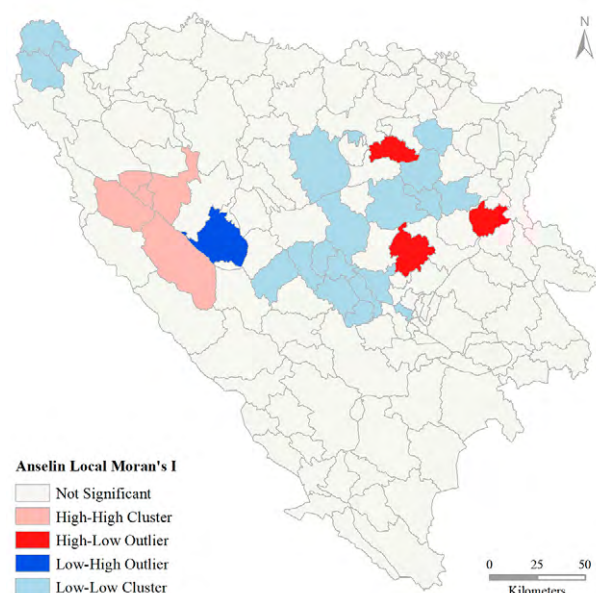 N
Anselin Local Moran's I
Not Significant
High-High Cluster
High-Low Outlier
Low-High Outlier
Low-Low Cluster
0 25 50
Kilometers